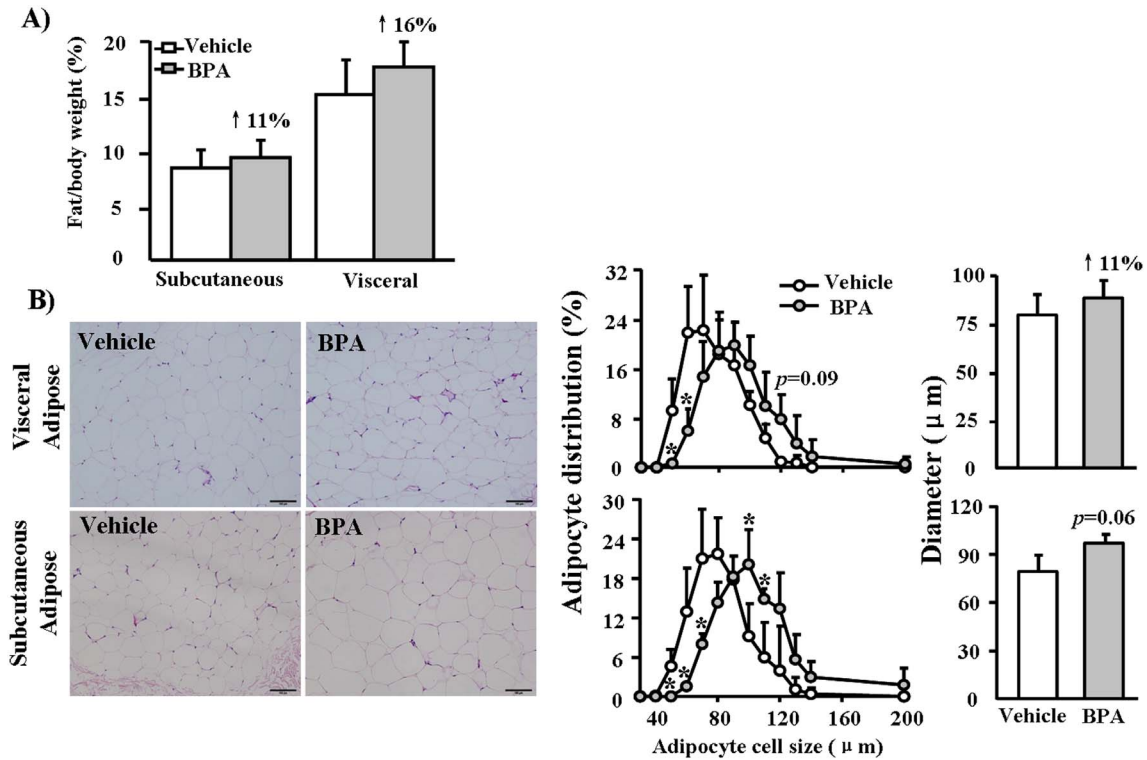 A)
Fat/body weight (%)
20
15
10
5
0
Vehicle
BPA
↑ 11%
↑ 16%
Subcutaneous
Visceral
B)
Visceral
Adipose
Vehicle
BPA
Subcutaneous
Adipose
Vehicle
BPA
Adipocyte distribution (%)
32
24
16
8
0
Vehicle
BPA
*
*
p=0.09
30
24
18
12
6
0
*
*
*
*
*
40
80
120
160
200
Adipocyte cell size (μm)
Diameter (μm)
100
75
50
25
0
↑ 11%
120
90
60
30
0
p=0.06
Vehicle
BPA